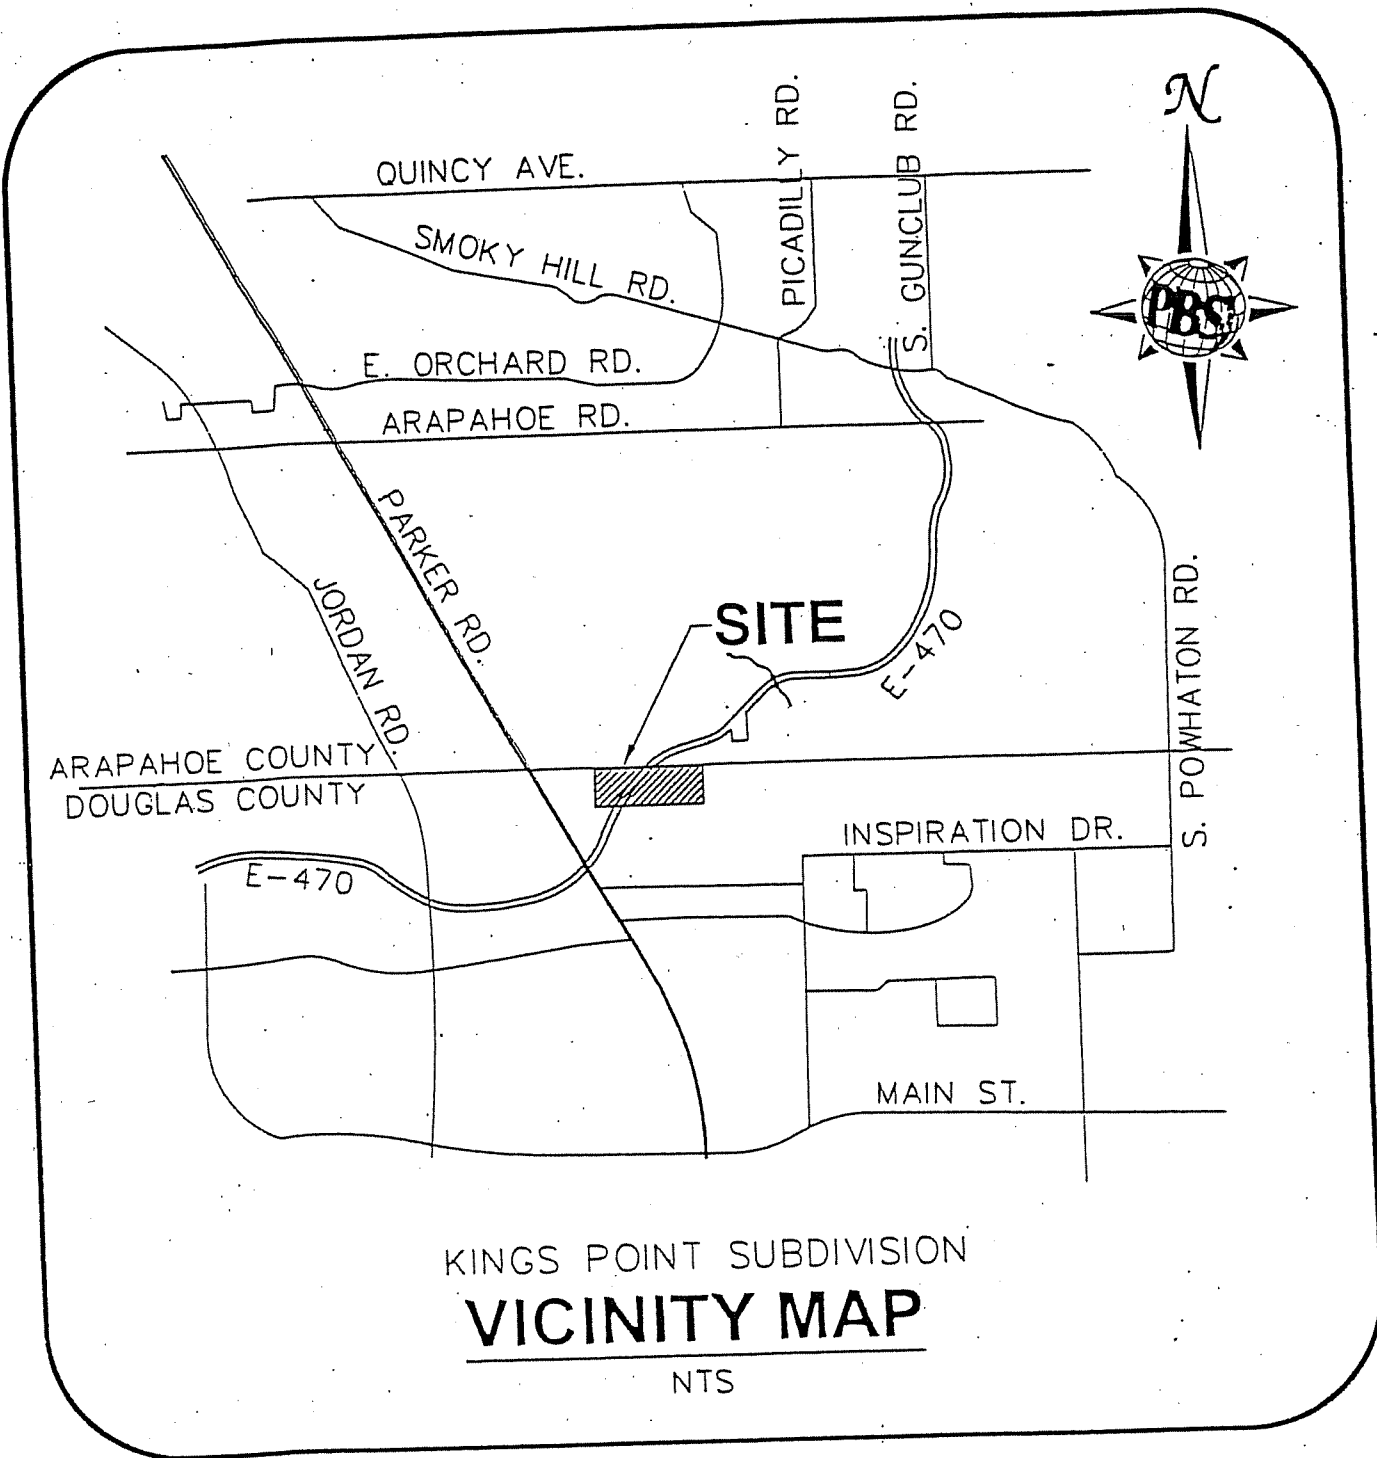 N
QUINCY AVE.
PICADILLY RD.
S. GUNCLUB RD.
SMOKY HILL RD.
PBSJ
E. ORCHARD RD.
ARAPAHOE RD.
PARKER RD.
JORDAN RD.
SITE
E-470
S. POWHATON RD.
ARAPAHOE COUNTY
DOUGLAS COUNTY
INSPIRATION DR.
E-470
MAIN ST.
KINGS POINT SUBDIVISION
VICINITY MAP
NTS